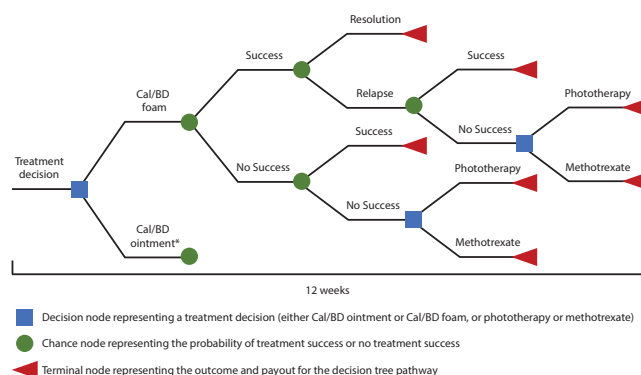 Resolution
Success
Success
Cal/BD
foam
Relapse
Phototherapy
Success
No Success
Treatment
decision
No Success
Phototherapy
Methotrexate
No Success
Cal/BD
ointment*
Methotrexate
12 weeks
Decision node representing a treatment decision (either Cal/BD ointment or Cal/BD foam, or phototherapy or methotrexate)
Chance node representing the probability of treatment success or no treatment success
Terminal node representing the outcome and payout for the decision tree pathway